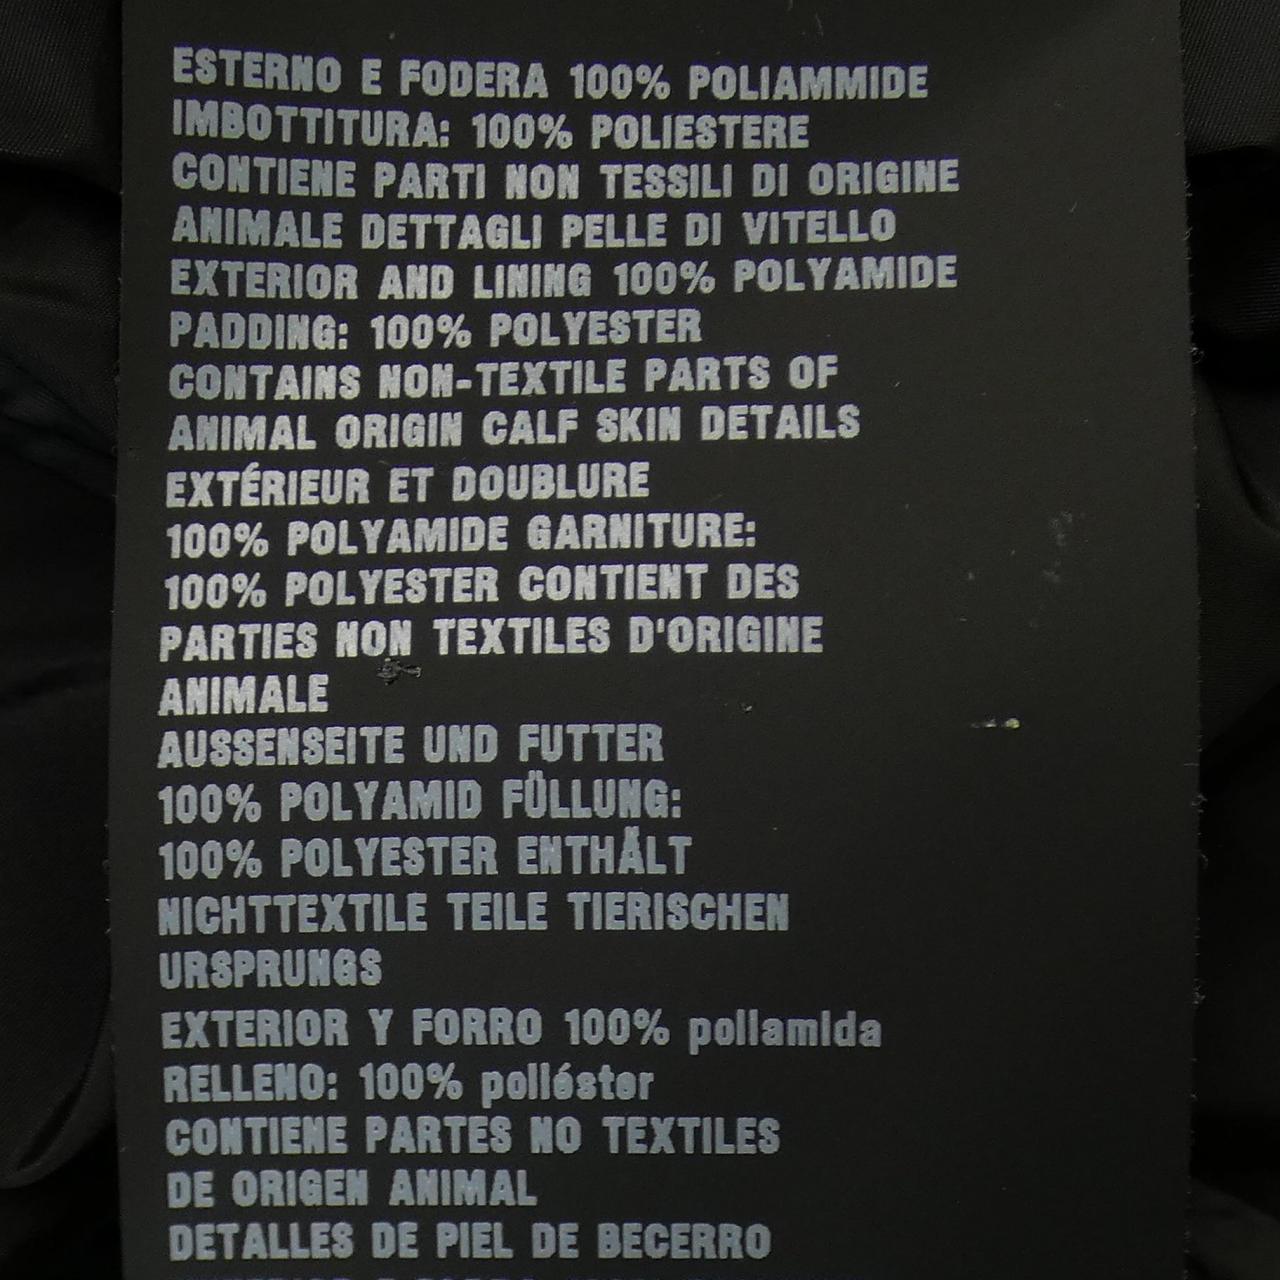 ESTERNO E FODERA 100% POLIAMMIDE
IMBOTTITURA: 100% POLIESTERE
CONTIENE PARTI NON TESSILI DI ORIGINE
ANIMALE DETTAGLI PELLE DI VITELLO
EXTERIOR AND LINING 100% POLYAMIDE
PADDING: 100% POLYESTER
CONTAINS NON-TEXTILE PARTS OF
ANIMAL ORIGIN CALF SKIN DETAILS
EXTÉRIEUR ET DOUBLURE
100% POLYAMIDE GARNITURE:
100% POLYESTER CONTIENT DES
PARTIES NON TEXTILES D'ORIGINE
ANIMALE
AUSSENSEITE UND FUTTER
100% POLYAMID FÜLLUNG:
100% POLYESTER ENTHÄLT
NICHTTEXTILE TEILE TIERISCHEN
URSPRUNGS
EXTERIOR Y FORRO 100% poliamida
RELLENO: 100% poliéster
CONTIENE PARTES NO TEXTILES
DE ORIGEN ANIMAL
DETALLES DE PIEL DE BECERRO